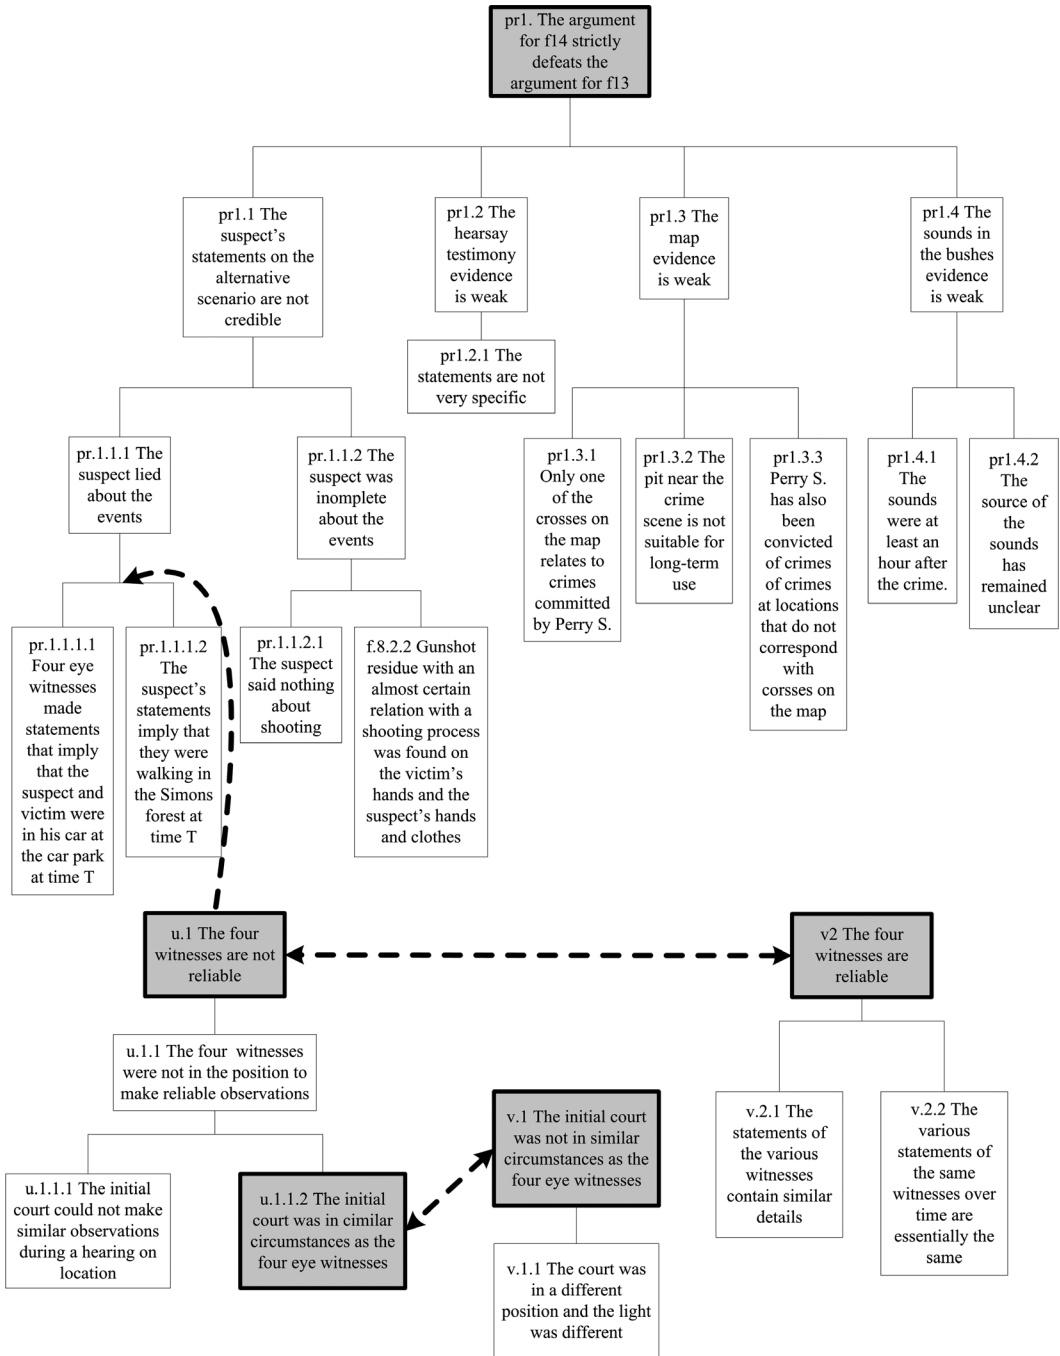 pr1. The argument
for f14 strictly
defeats the
argument for f13
pr1.1 The
suspect's
statements on the
alternative
scenario are not
credible
pr1.2 The
hearsay
testimony
evidence
is weak
pr1.3 The
map
evidence
is weak
pr1.4 The
sounds in
the bushes
evidence
is weak
pr1.2.1 The
statements are not
very specific
pr.1.1.1 The
suspect lied
about the
events
pr.1.1.2 The
suspect was
inomplete
about the
events
pr1.3.1
Only one
of the
crosses on
the map
relates to
crimes
committed
by Perry S.
pr1.3.2 The
pit near the
crime
scene is not
suitable for
long-term
use
pr1.3.3
Perry S.
has also
been
convicted
of crimes
of crimes
at locations
that do not
correspond
with
corsses on
the map
pr1.4.1
The
sounds
were at
least an
hour after
the crime.
pr1.4.2
The
source of
the
sounds
has
remained
unclear
pr.1.1.1.1
Four eye
witnesses
made
statements
that imply
that the
suspect and
victim were
in his car at
the car park
at time T
pr.1.1.1.2
The
suspect's
statements
imply that
they were
walking in
the Simons
forest at
time T
pr.1.1.2.1
The suspect
said nothing
about
shooting
f.8.2.2 Gunshot
residue with an
almost certain
relation with a
shooting process
was found on
the victim's
hands and the
suspect's hands
and clothes
u.1 The four
witnesses are not
reliable
v2 The four
witnesses are
reliable
u.1.1 The four witnesses
were not in the position to
make reliable observations
v.1 The initial court
was not in similar
circumstances as the
four eye witnesses
v.2.1 The
statements of
the various
witnesses
contain similar
details
v.2.2 The
various
statements of
the same
witnesses over
time are
essentially the
same
u.1.1.1 The initial
court could not make
similar observations
during a hearing on
location
u.1.1.2 The initial
court was in cimilar
circumstances as the
four eye witnesses
v.1.1 The court was
in a different
position and the light
was different